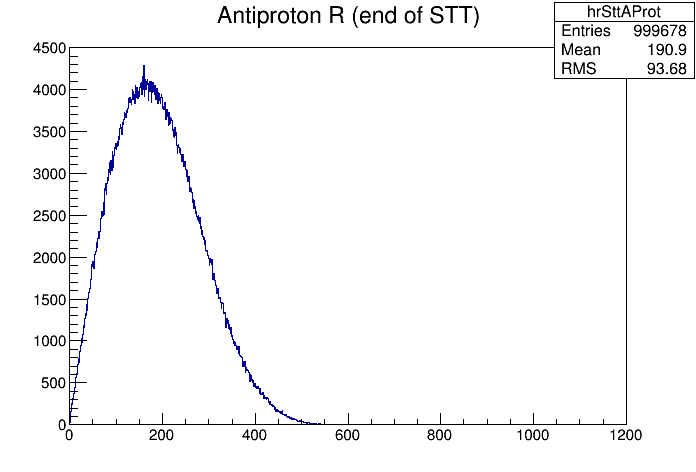 Antiproton R (end of STT)
hrSttAProt
Entries 999678
Mean 190.9
RMS 93.68
4500
4000
3500
3000
2500
2000
1500
1000
500
0
0 200 400 600 800 1000 1200